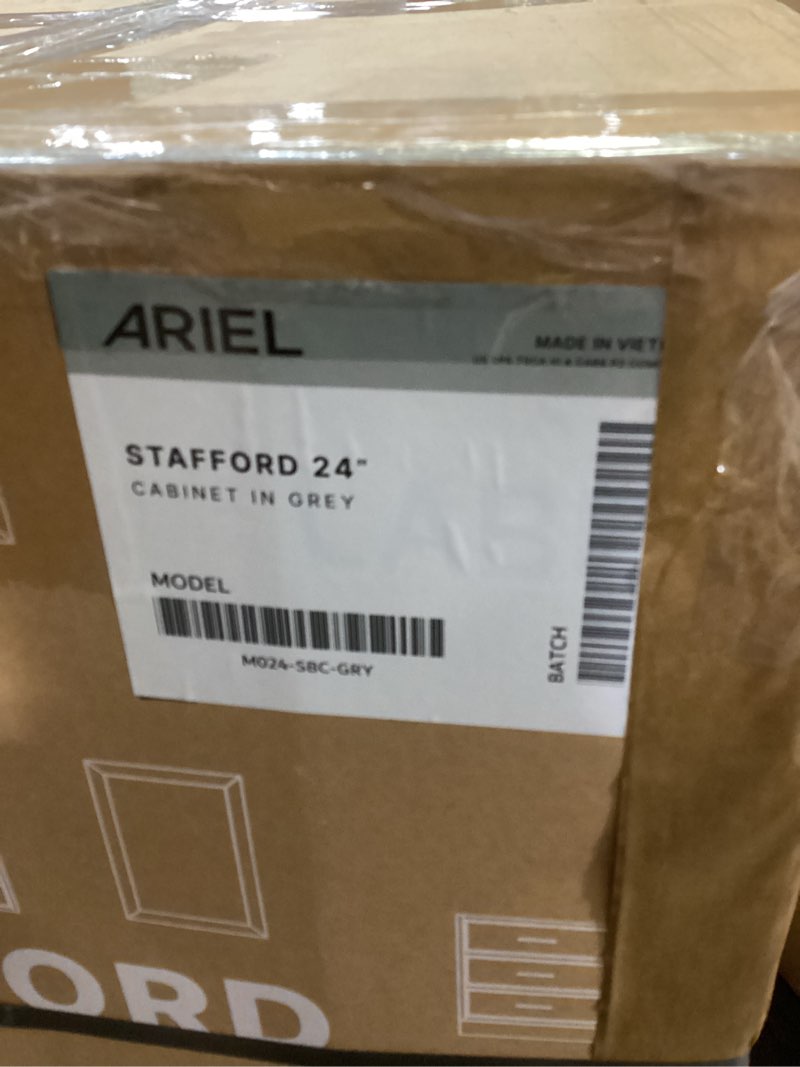 ARIEL
MADE IN VIET
STAFFORD 24"
CABINET IN GREY
MODEL
M024-SBC-GRY
BATCH
ORD